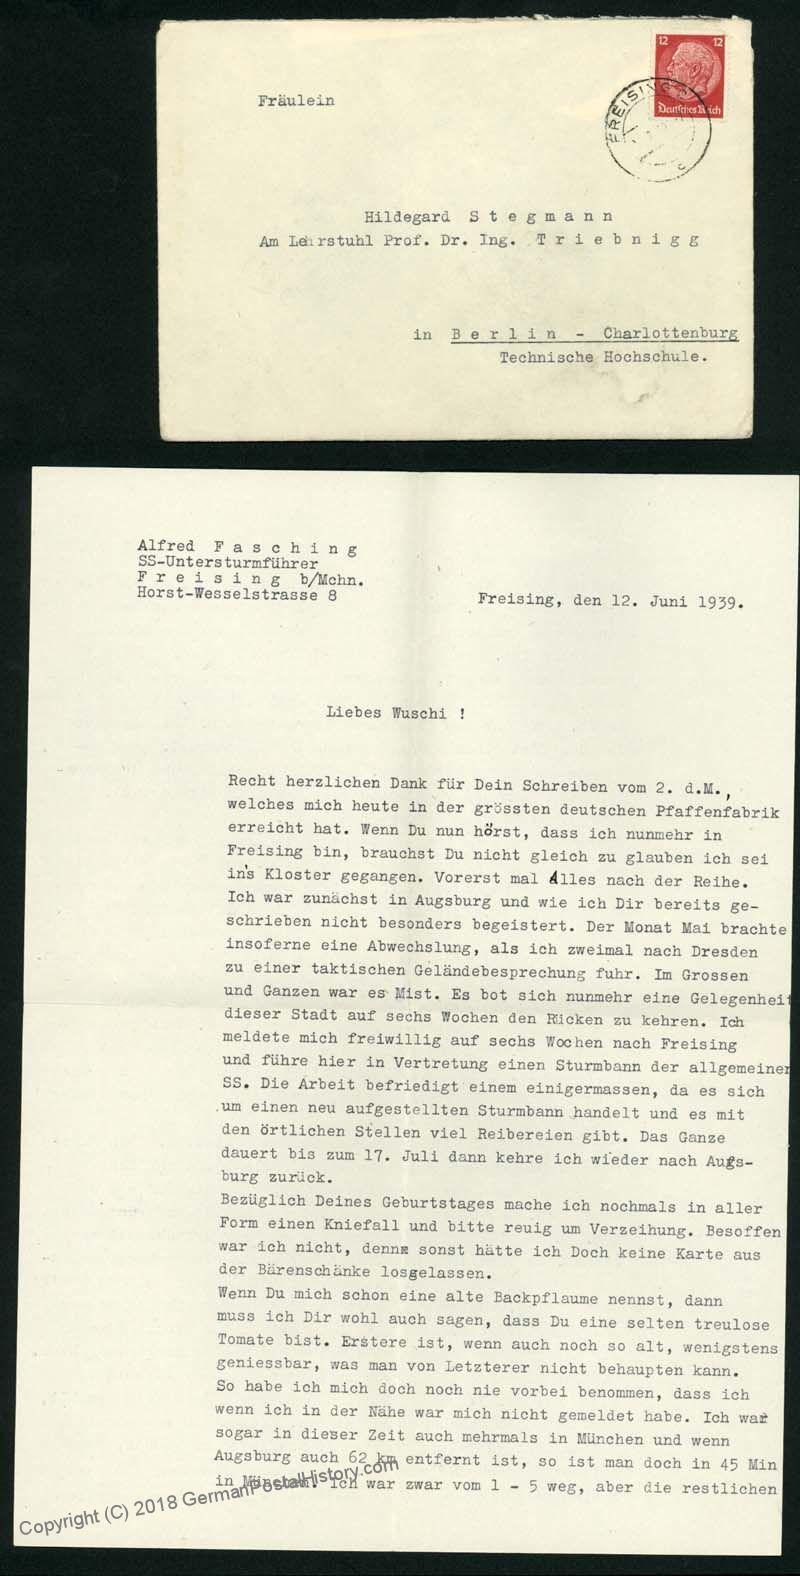 12 12
Deutsches Reich
FREISING
Fräulein
Hildegard S t e g m a n n
Am Lehrstuhl Prof. Dr. Ing. T r i e b n i g g
in B e r l i n - Charlottenburg
Technische Hochschule.
Alfred F a s c h i n g
SS-Untersturmführer
F r e i s i n g b/Mchn.
Horst-Wesselstrasse 8
Freising, den 12. Juni 1939.
Liebes Wuschi !
Recht herzlichen Dank für Dein Schreiben vom 2. d.M.,
welches mich heute in der grössten deutschen Pfaffenfabrik
erreicht hat. Wenn Du nun hörst, dass ich nunmehr in
Freising bin, brauchst Du nicht gleich zu glauben ich sei
in's Kloster gegangen. Vorerst mal Alles nach der Reihe.
Ich war zunächst in Augsburg und wie ich Dir bereits ge-
schrieben nicht besonders begeistert. Der Monat Mai brachte
insoferne eine Abwechslung, als ich zweimal nach Dresden
zu einer taktischen Geländebesprechung fuhr. Im Grossen
und Ganzen war es Mist. Es bot sich nunmehr eine Gelegenheit
dieser Stadt auf sechs Wochen den Rücken zu kehren. Ich
meldete mich freiwillig auf sechs Wochen nach Freising
und führe hier in Vertretung einen Sturmbann der allgemeinen
SS. Die Arbeit befriedigt einem einigermassen, da es sich
um einen neu aufgestellten Sturmbann handelt und es mit
den örtlichen Stellen viel Reibereien gibt. Das Ganze
dauert bis zum 17. Juli dann kehre ich wieder nach Augs-
burg zurück.
Bezüglich Deines Geburtstages mache ich nochmals in aller
Form einen Kniefall und bitte reuig um Verzeihung. Besoffen
war ich nicht, denn sonst hätte ich Doch keine Karte aus
der Bärenschänke losgelassen.
Wenn Du mich schon eine alte Backpflaume nennst, dann
muss ich Dir wohl auch sagen, dass Du eine selten treulose
Tomate bist. Erstere ist, wenn auch noch so alt, wenigstens
geniessbar, was man von Letzterer nicht behaupten kann.
So habe ich mich doch noch nie vorbei benommen, dass ich
wenn ich in der Nähe war mich nicht gemeldet habe. Ich war
sogar in dieser Zeit auch mehrmals in München und wenn
Augsburg auch 62 km entfernt ist, so ist man doch in 45 Min
in München. Ich war zwar vom 1 - 5 weg, aber die restlichen
Copyright (C) 2018 GermanPostalHistory.com